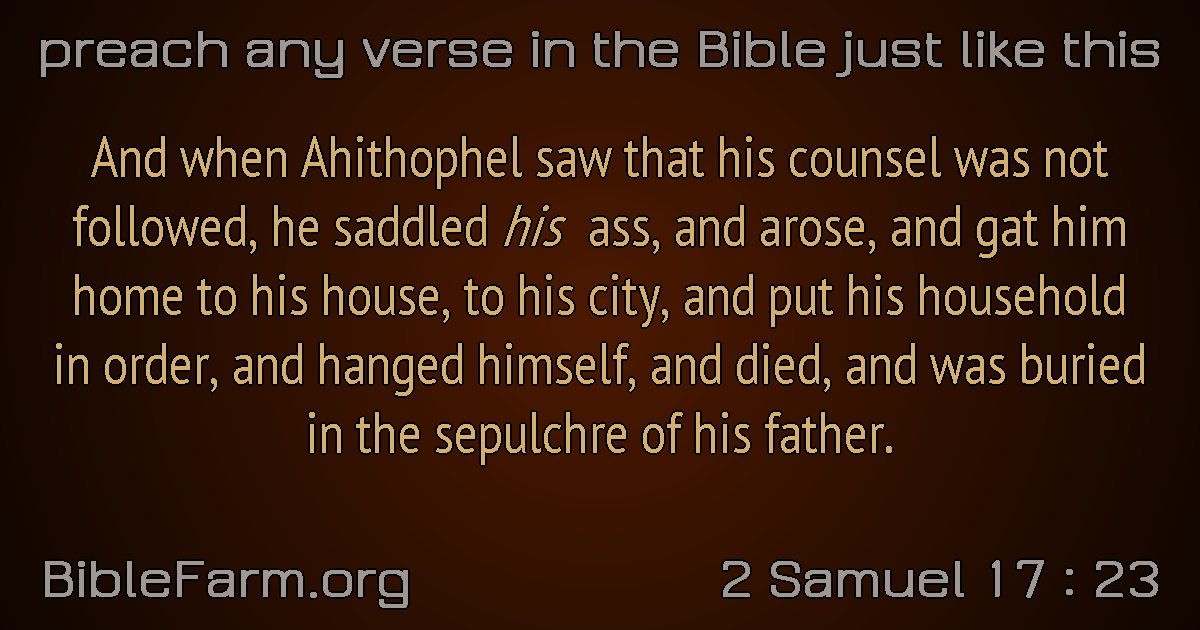 preach any verse in the Bible just like this
And when Ahithophel saw that his counsel was not
followed, he saddled his ass, and arose, and gat him
home to his house, to his city, and put his household
in order, and hanged himself, and died, and was buried
in the sepulchre of his father.
BibleFarm.org
2 Samuel 17 : 23